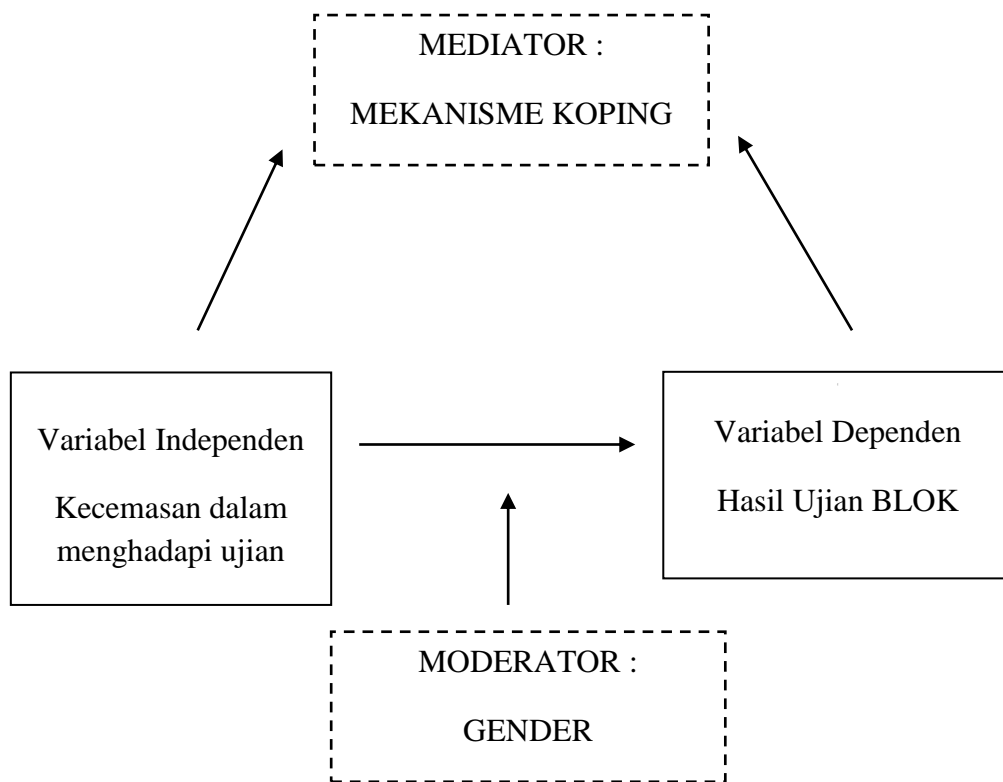 MEDIATOR :
MEKANISME KOPING
Variabel Independen
Kecemasan dalam
menghadapi ujian
Variabel Dependen
Hasil Ujian BLOK
MODERATOR :
GENDER